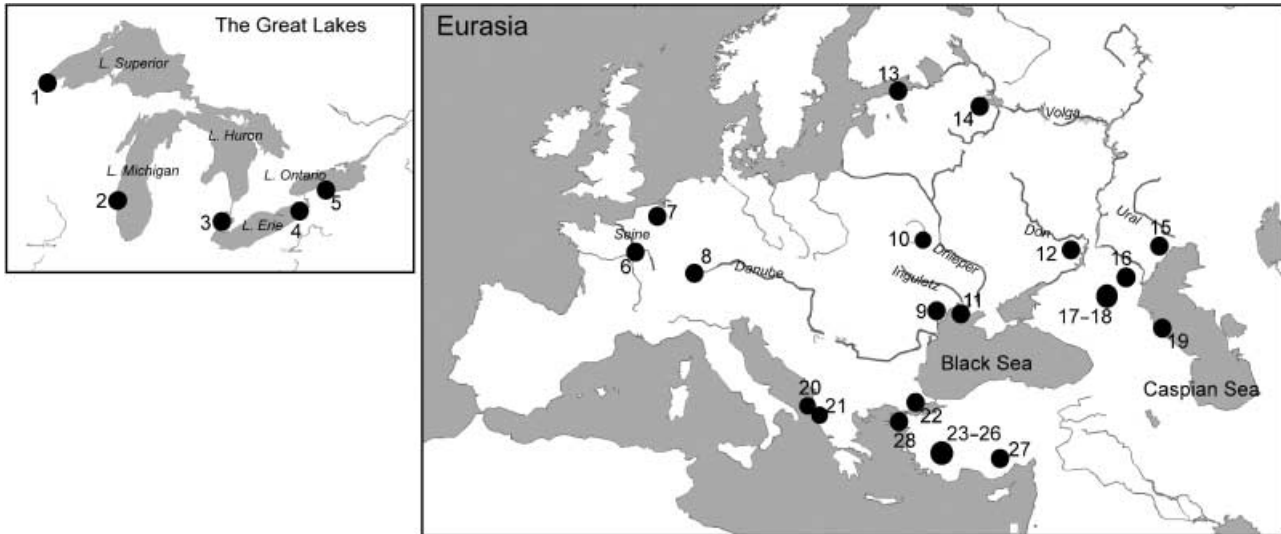 The Great Lakes
L. Superior
1
L. Huron
L. Michigan
L. Ontario
2
5
3
L. Erie
4
Eurasia
13
14
Volga
7
Seine
6
8
Danube
10
Dnieper
Inguletz
9
11
Don
12
Ural
15
16
17–18
19
Black Sea
Caspian Sea
20
21
22
28
23–26
27